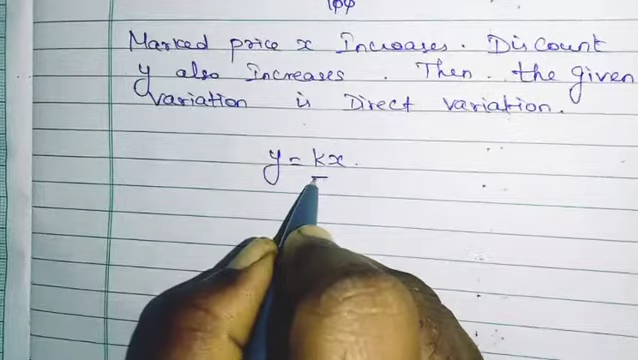 Marked price x Increases. Discount
y also Increases. Then. the given
variation is Direct variation.
y = kx.